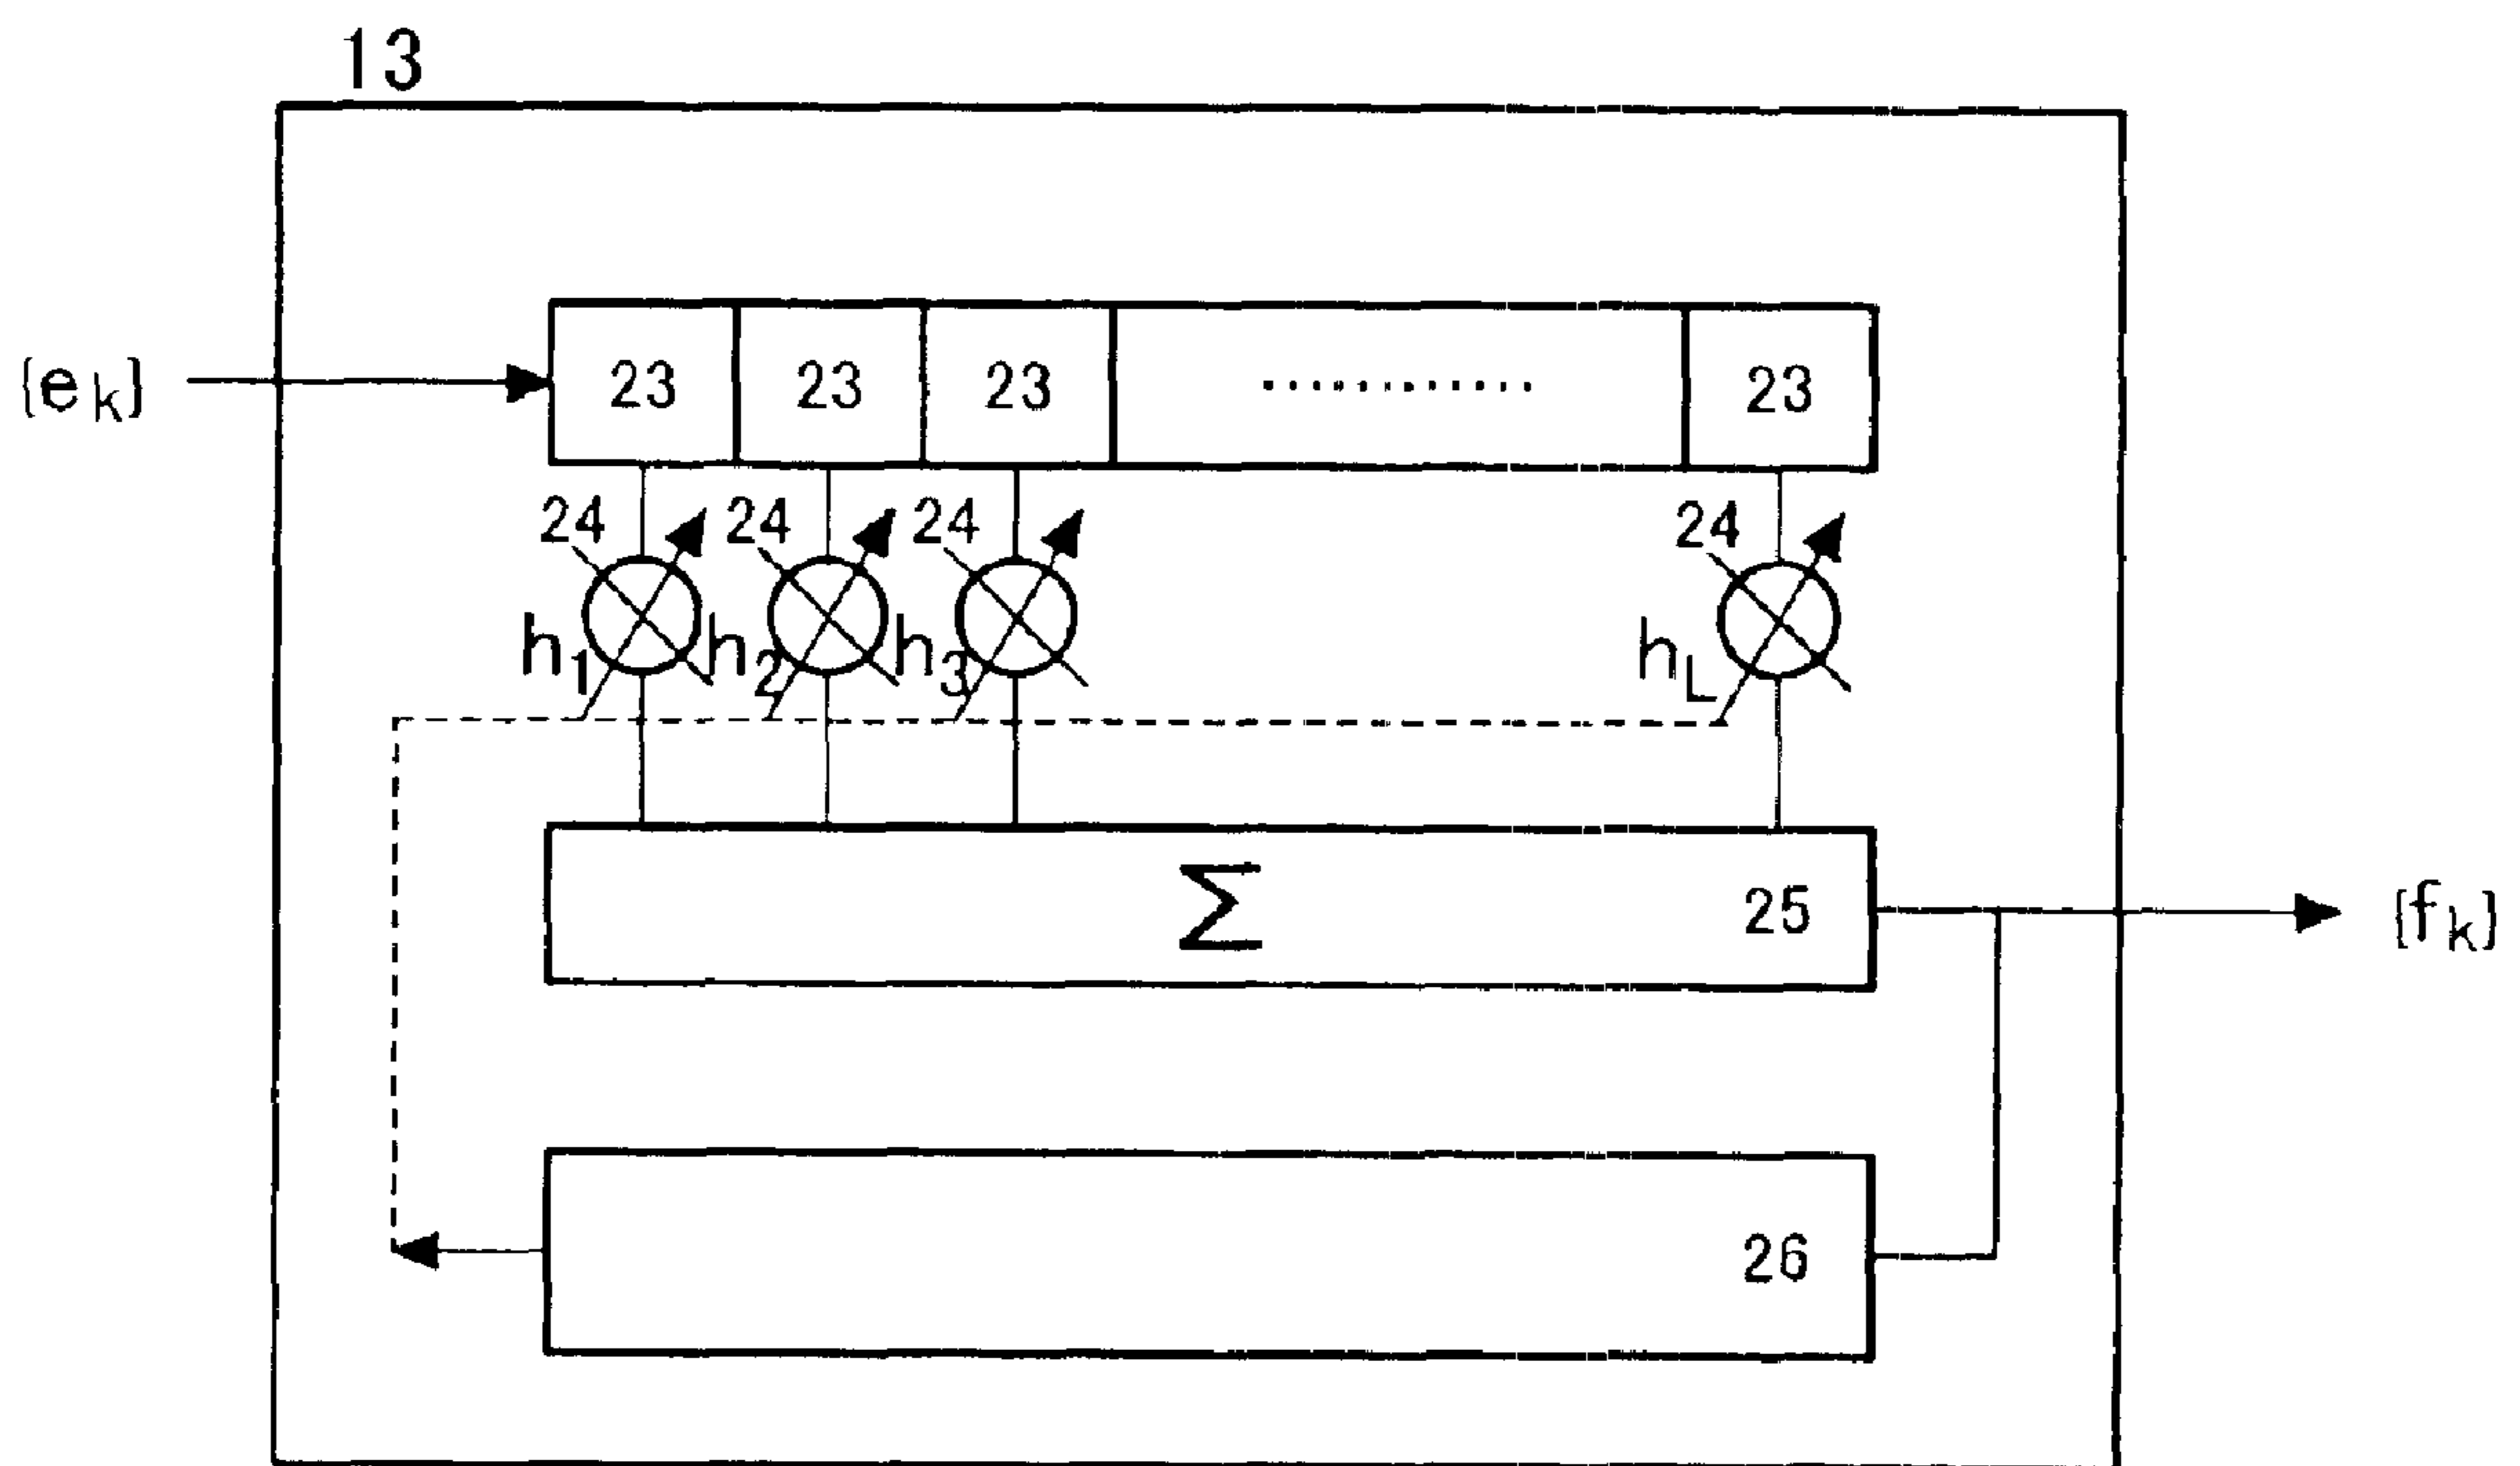 13
{e_k} 23 23 23 ............ 23
24 24 24 24
h_1 h_2 h_3 h_L
Σ 25 {f_k}
26